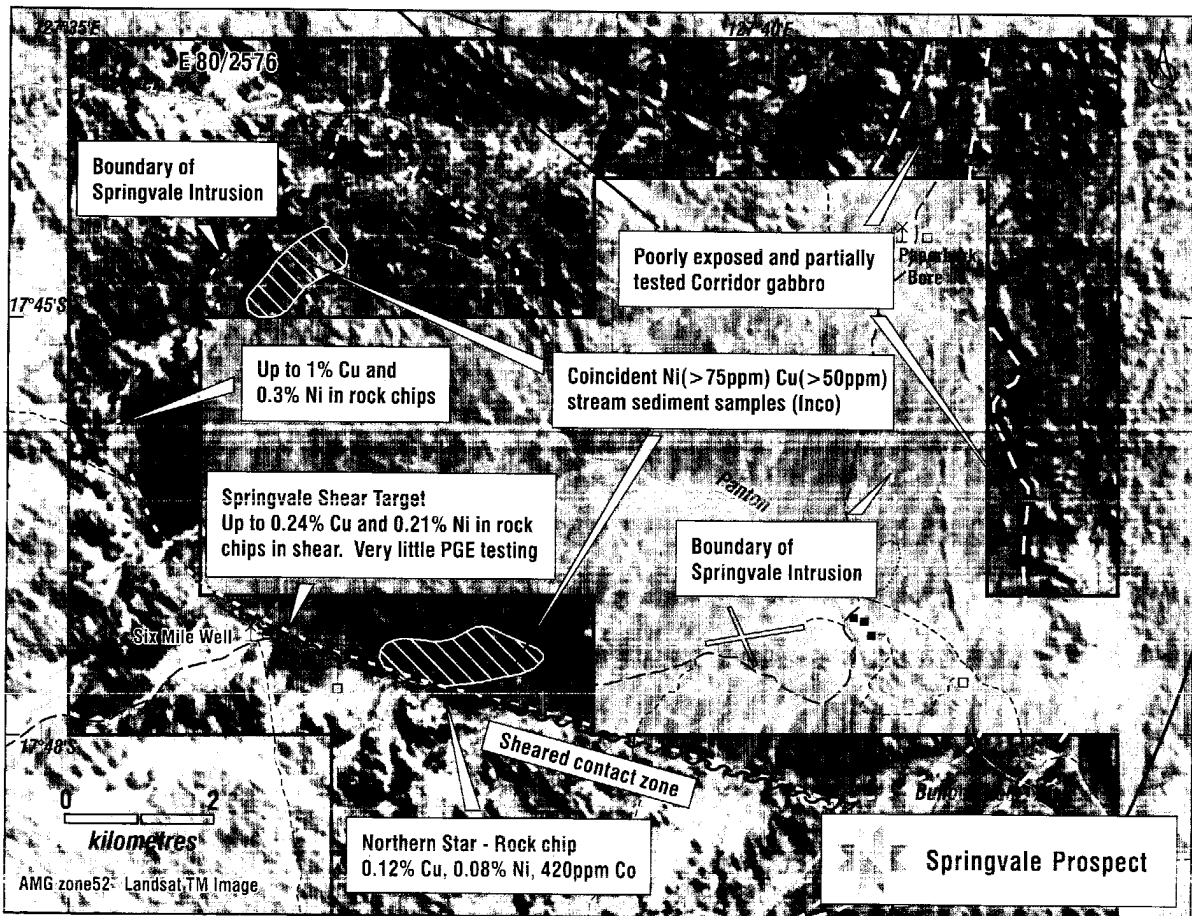 127°35'E
127°40'E
E 80/2576
Boundary of
Springvale Intrusion
Poorly exposed and partially
tested Corridor gabbro
Bore
17°45'S
Up to 1% Cu and
0.3% Ni in rock chips
Coincident Ni(>75ppm) Cu(>50ppm)
stream sediment samples (Inco)
Springvale Shear Target
Up to 0.24% Cu and 0.21% Ni in rock
chips in shear. Very little PGE testing
Panton
Boundary of
Springvale Intrusion
Six Mile Well
17°48'S
Sheared contact zone
0 2
kilometres
Northern Star - Rock chip
0.12% Cu, 0.08% Ni, 420ppm Co
Springvale Prospect
AMG zone52- Landsat TM Image